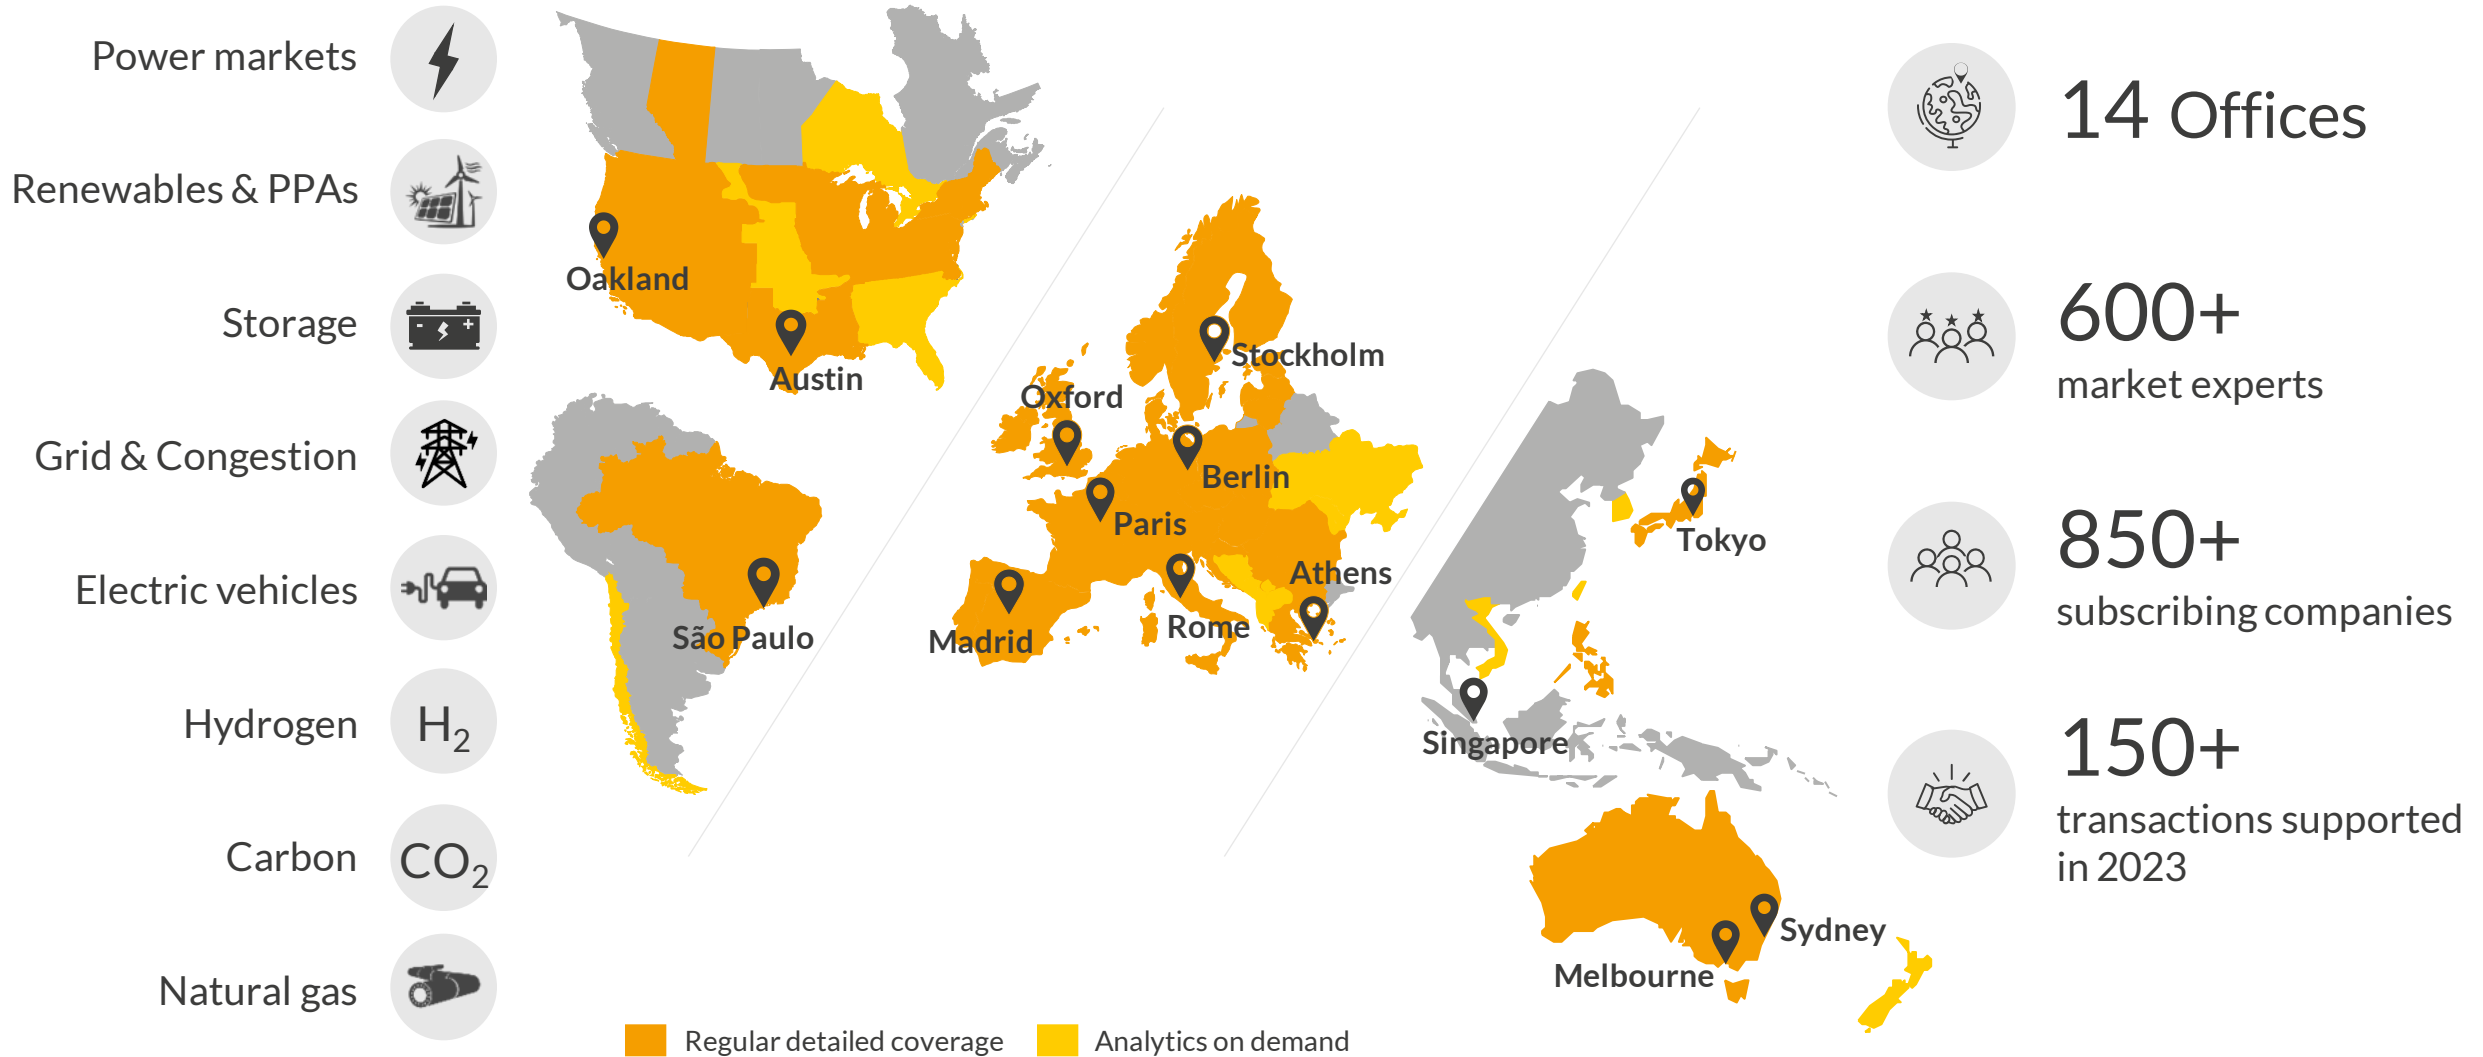 Power markets
Renewables & PPAs
Storage
Grid & Congestion
Electric vehicles
Hydrogen
H2
Carbon
CO2
Natural gas
Oakland
Austin
São Paulo
Stockholm
Oxford
Berlin
Paris
Athens
Rome
Madrid
Tokyo
Singapore
Sydney
Melbourne
Regular detailed coverage
Analytics on demand
14 Offices
600+
market experts
850+
subscribing companies
150+
transactions supported
in 2023